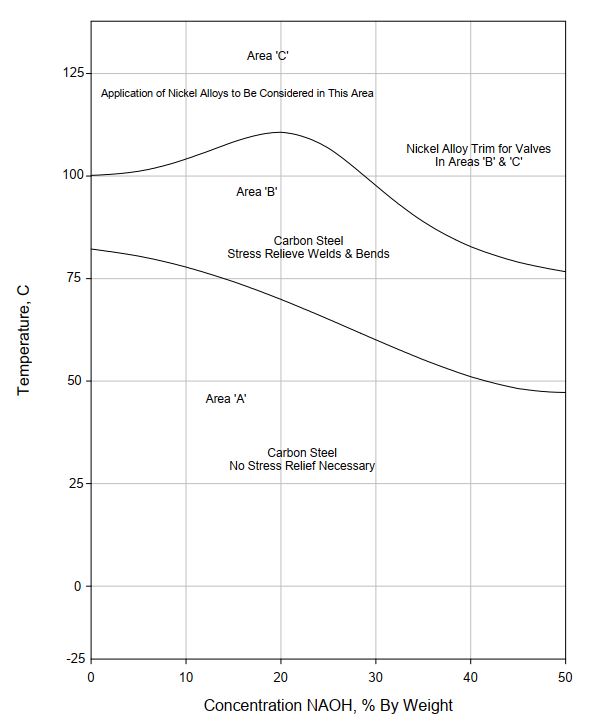 Area 'C'
125
Application of Nickel Alloys to Be Considered in This Area
Nickel Alloy Trim for Valves
In Areas 'B' & 'C'
100
Area 'B'
Carbon Steel
Stress Relieve Welds & Bends
75
Temperature, C
50
Area 'A'
Carbon Steel
No Stress Relief Necessary
25
0
-25
0 10 20 30 40 50
Concentration NAOH, % By Weight